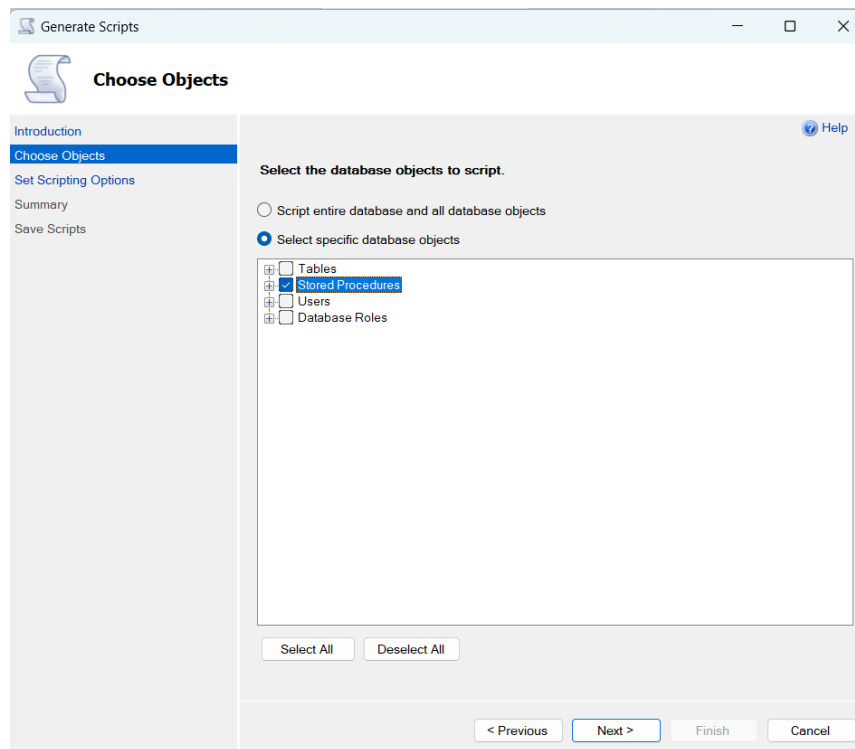 Generate Scripts
Choose Objects
Help
Introduction
Choose Objects
Set Scripting Options
Summary
Save Scripts
Select the database objects to script.
Script entire database and all database objects
Select specific database objects
Tables
Stored Procedures
Users
Database Roles
Select All Deselect All
< Previous Next > Finish Cancel